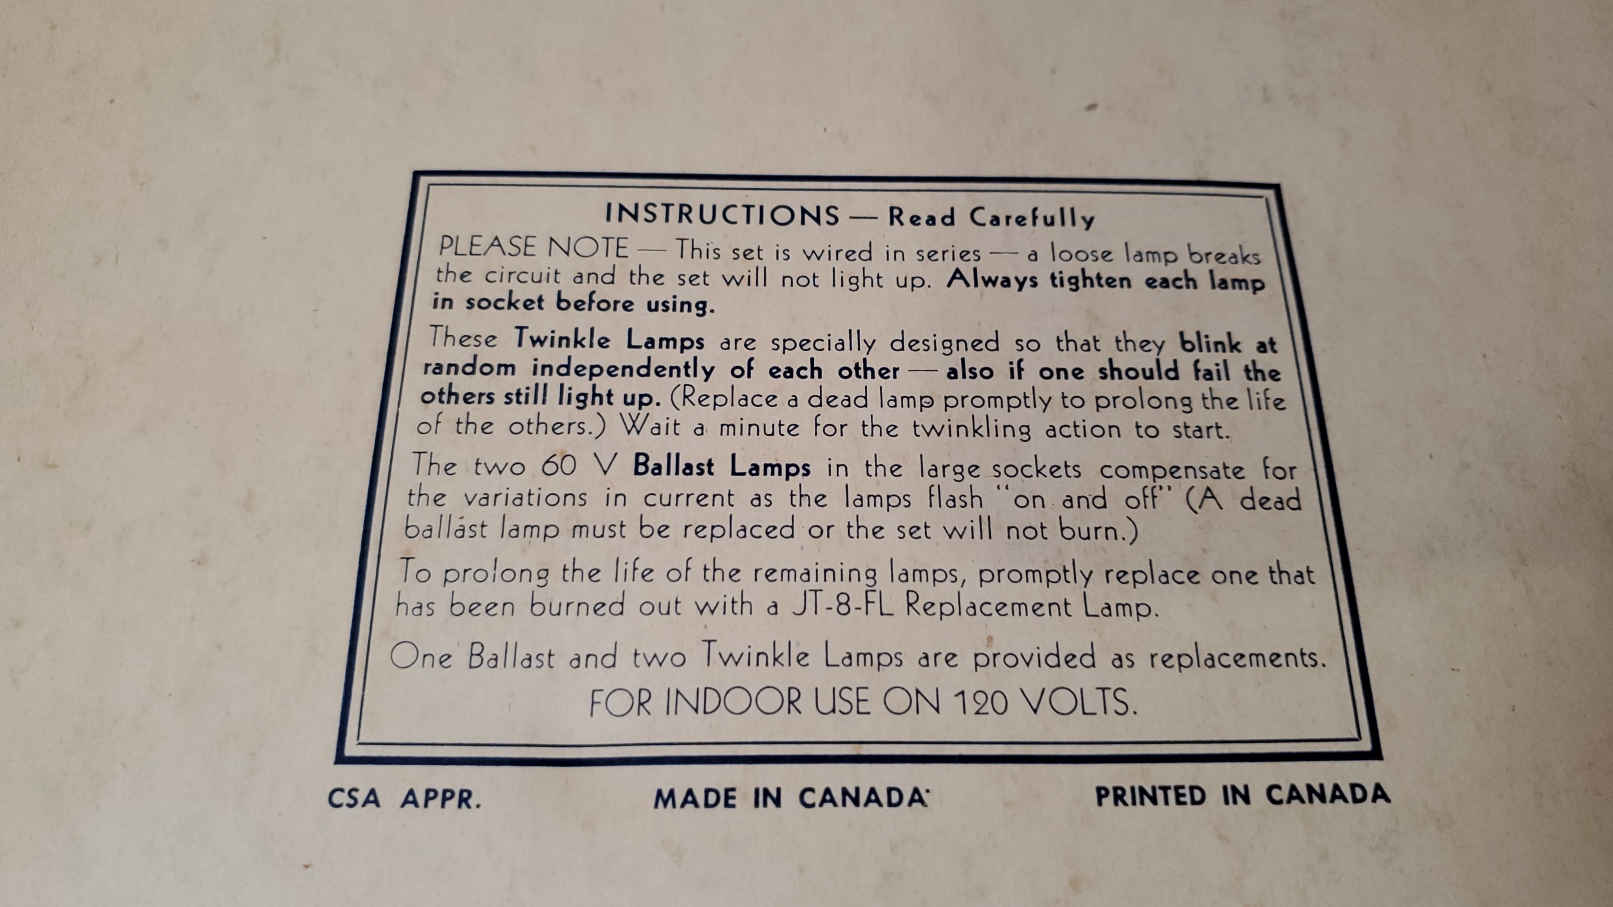 INSTRUCTIONS — Read Carefully
PLEASE NOTE — This set is wired in series — a loose lamp breaks
the circuit and the set will not light up. Always tighten each lamp
in socket before using.
These Twinkle Lamps are specially designed so that they blink at
random independently of each other — also if one should fail the
others still light up. (Replace a dead lamp promptly to prolong the life
of the others.) Wait a minute for the twinkling action to start.
The two 60 V Ballast Lamps in the large sockets compensate for
the variations in current as the lamps flash "on and off" (A dead
ballast lamp must be replaced or the set will not burn.)
To prolong the life of the remaining lamps, promptly replace one that
has been burned out with a JT-8-FL Replacement Lamp.
One Ballast and two Twinkle Lamps are provided as replacements.
FOR INDOOR USE ON 120 VOLTS.
CSA APPR. MADE IN CANADA PRINTED IN CANADA